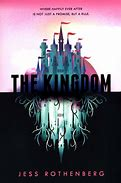 WHERE HAPPILY EVER AFTER
IS NOT JUST A PROMISE, BUT A RULE.
THE KINGDOM
JESS ROTHENBERG